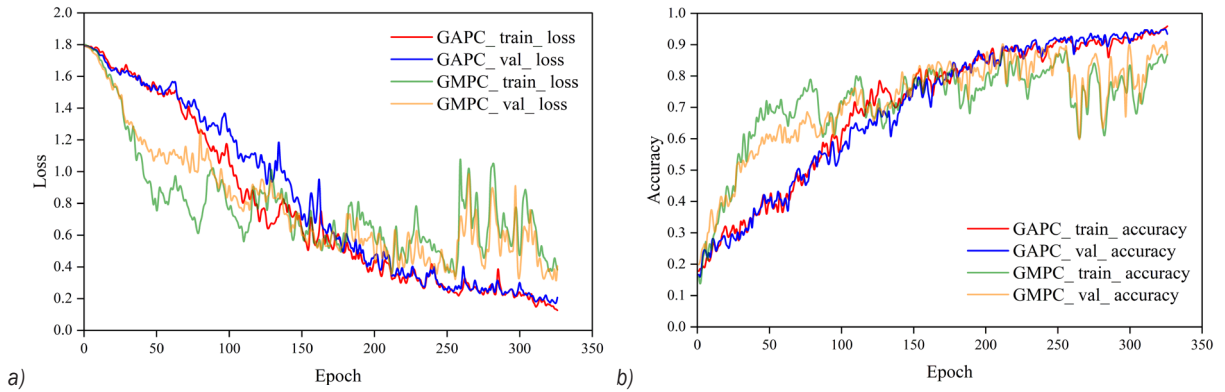 2.0
1.8
1.6
1.4
1.2
1.0
0.8
0.6
0.4
0.2
0.0
Loss
GAPC_ train_ loss
GAPC_ val_ loss
GMPC_ train_ loss
GMPC_ val_ loss
0 50 100 150 200 250 300 350
Epoch
a)
1.0
0.9
0.8
0.7
0.6
0.5
0.4
0.3
0.2
0.1
0.0
Accuracy
GAPC_ train_ accuracy
GAPC_ val_ accuracy
GMPC_ train_ accuracy
GMPC_ val_ accuracy
0 50 100 150 200 250 300 350
Epoch
b)